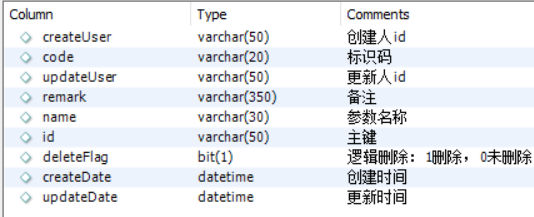 Column Type Comments
createUser varchar(50) 创建人id
code varchar(20) 标识码
updateUser varchar(50) 更新人id
remark varchar(350) 备注
name varchar(30) 参数名称
id varchar(50) 主键
deleteFlag bit(1) 逻辑删除：1删除，0未删除
createDate datetime 创建时间
updateDate datetime 更新时间